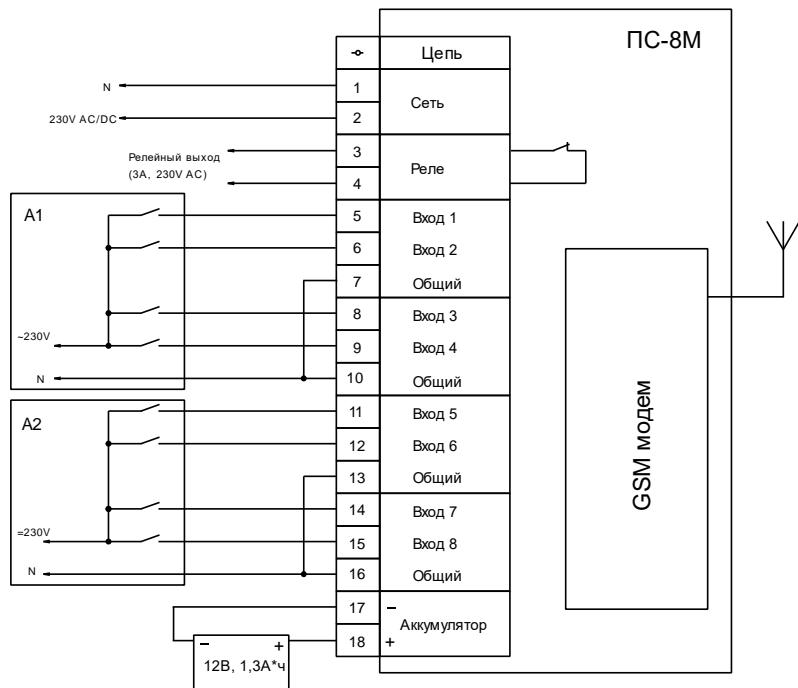 ПС-8М
Цепь
N
1
Сеть
230V AC/DC
2
Релейный выход
(3А, 230V AC)
3
Реле
4
А1
5
Вход 1
6
Вход 2
7
Общий
8
Вход 3
~230V
9
Вход 4
N
10
Общий
А2
11
Вход 5
12
Вход 6
13
Общий
14
Вход 7
=230V
15
Вход 8
N
16
Общий
17
–
Аккумулятор
18
+
– +
12В, 1,3А*ч
GSM модем